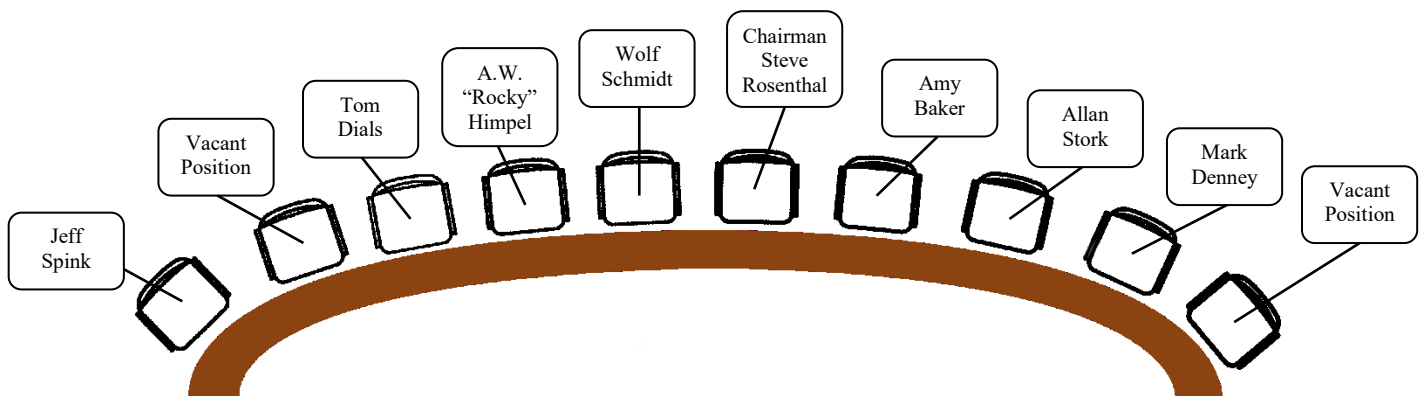 Jeff
Spink
Vacant
Position
Tom
Dials
A.W.
“Rocky”
Himpel
Wolf
Schmidt
Chairman
Steve
Rosenthal
Amy
Baker
Allan
Stork
Mark
Denney
Vacant
Position